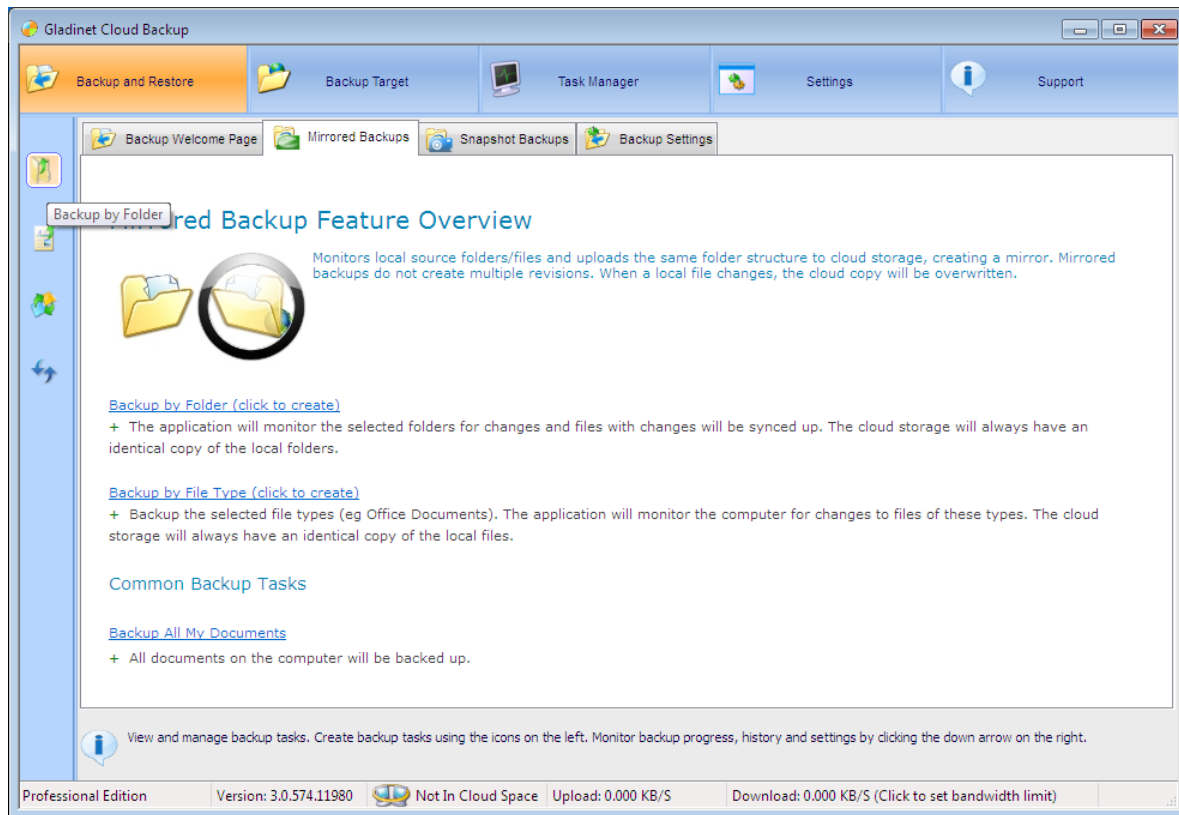 Gladinet Cloud Backup
Backup and Restore
Backup Target
Task Manager
Settings
Support
Backup Welcome Page
Mirrored Backups
Snapshot Backups
Backup Settings
Backup by Folder
Mirrored Backup Feature Overview
Monitors local source folders/files and uploads the same folder structure to cloud storage, creating a mirror. Mirrored
backups do not create multiple revisions. When a local file changes, the cloud copy will be overwritten.
Backup by Folder (click to create)
+ The application will monitor the selected folders for changes and files with changes will be synced up. The cloud storage will always have an
identical copy of the local folders.
Backup by File Type (click to create)
+ Backup the selected file types (eg Office Documents). The application will monitor the computer for changes to files of these types. The cloud
storage will always have an identical copy of the local files.
Common Backup Tasks
Backup All My Documents
+ All documents on the computer will be backed up.
View and manage backup tasks. Create backup tasks using the icons on the left. Monitor backup progress, history and settings by clicking the down arrow on the right.
Professional Edition
Version: 3.0.574.11980
Not In Cloud Space
Upload: 0.000 KB/S
Download: 0.000 KB/S (Click to set bandwidth limit)